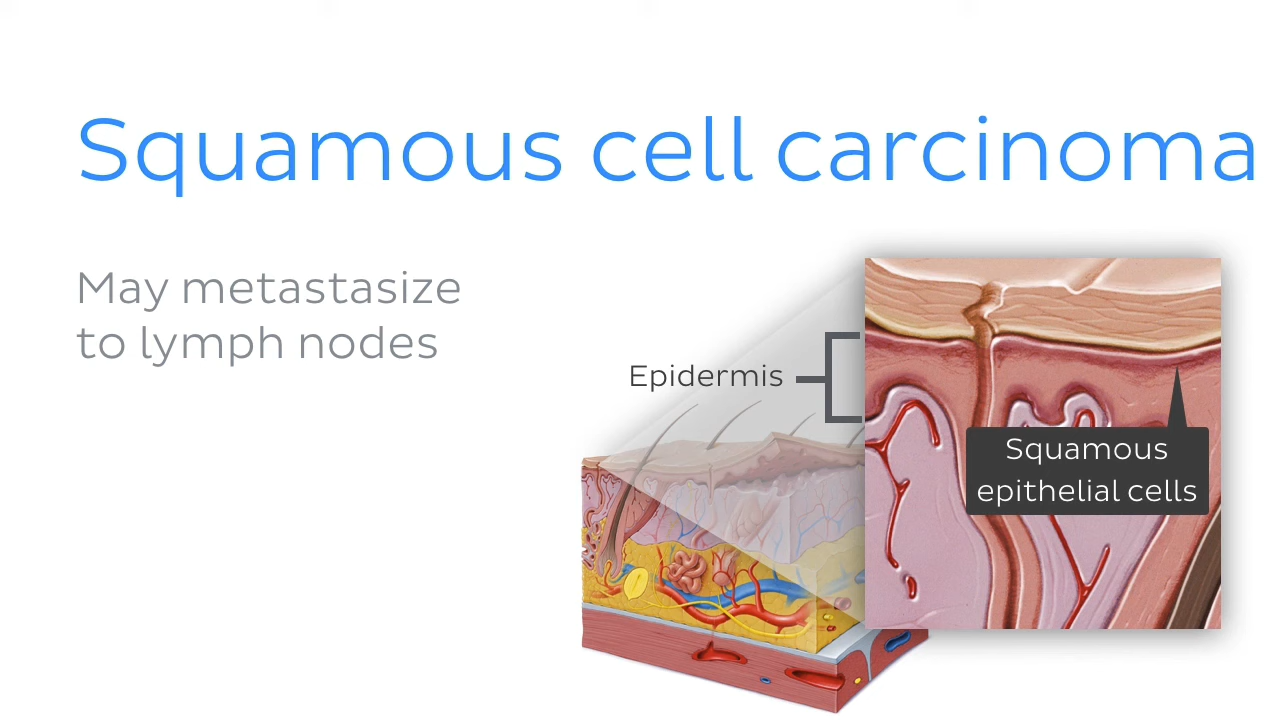 Squamous cell carcinoma
May metastasize
to lymph nodes
Epidermis
Squamous
epithelial cells